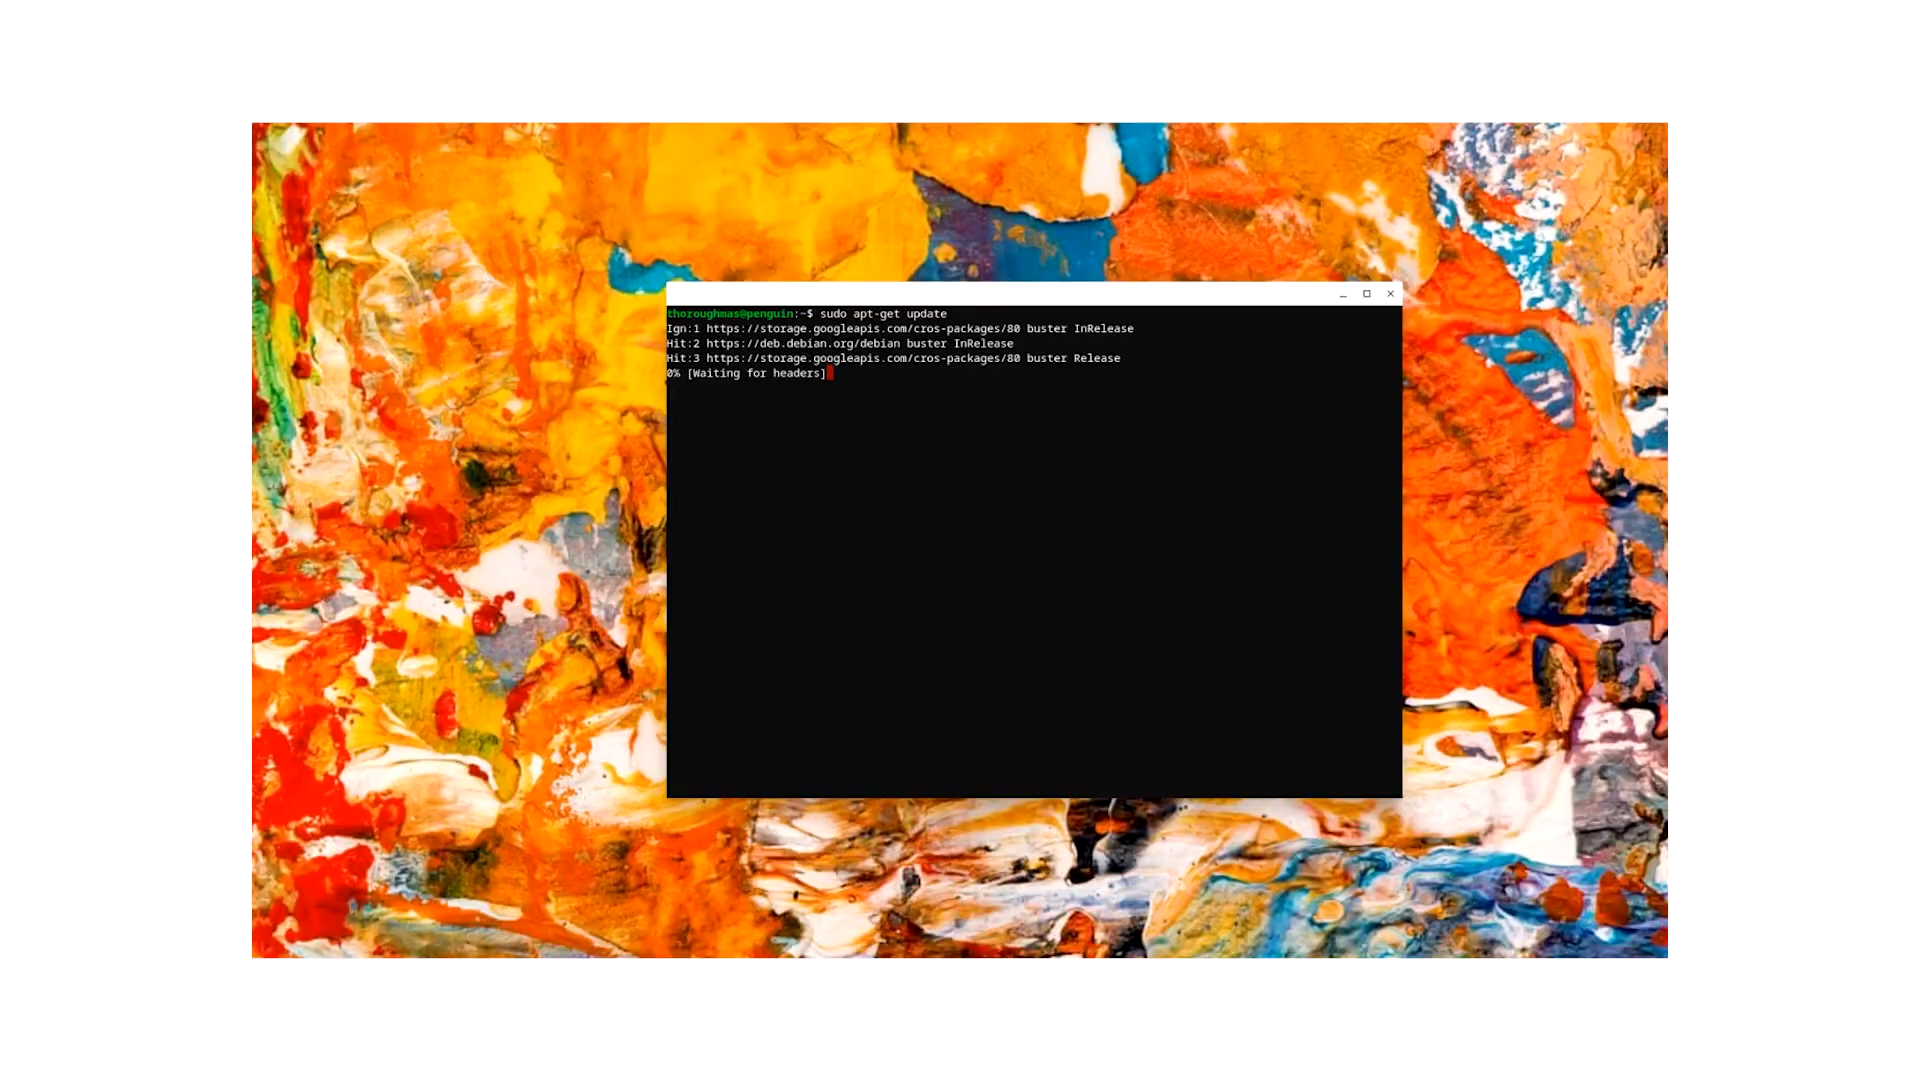 thoroughmas@penguin:~$ sudo apt-get update
Ign:1 https://storage.googleapis.com/cros-packages/80 buster InRelease
Hit:2 https://deb.debian.org/debian buster InRelease
Hit:3 https://storage.googleapis.com/cros-packages/80 buster Release
0% [Waiting for headers]